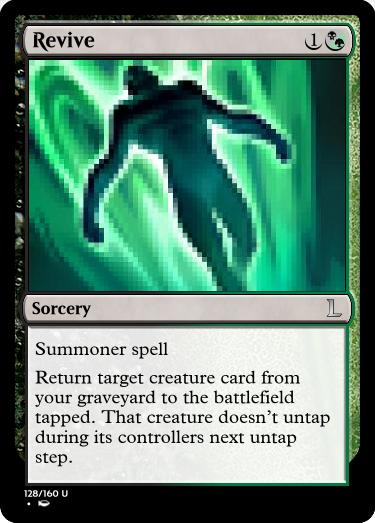 Revive 1
Sorcery L
Summoner spell
Return target creature card from
your graveyard to the battlefield
tapped. That creature doesn't untap
during its controllers next untap
step.
128/160 U